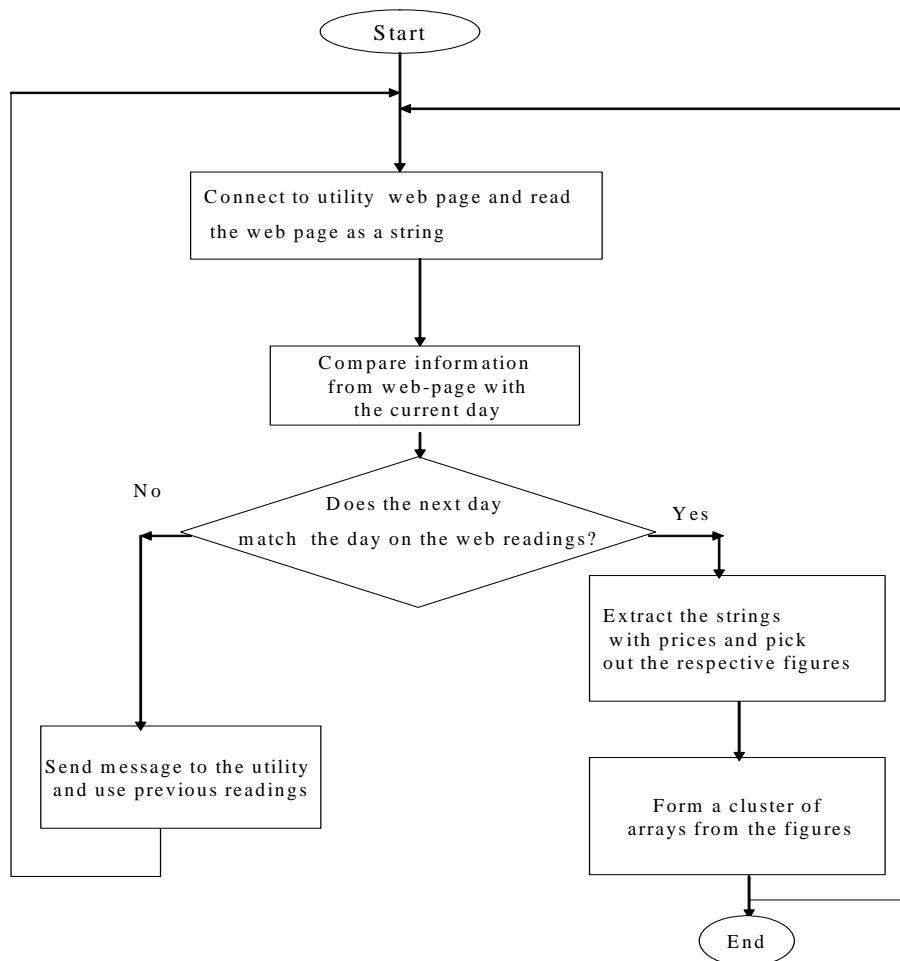 Start
Connect to utility web page and read
the web page as a string
Compare information
from web-page with
the current day
No
Does the next day
match the day on the web readings?
Yes
Extract the strings
with prices and pick
out the respective figures
Send message to the utility
and use previous readings
Form a cluster of
arrays from the figures
End